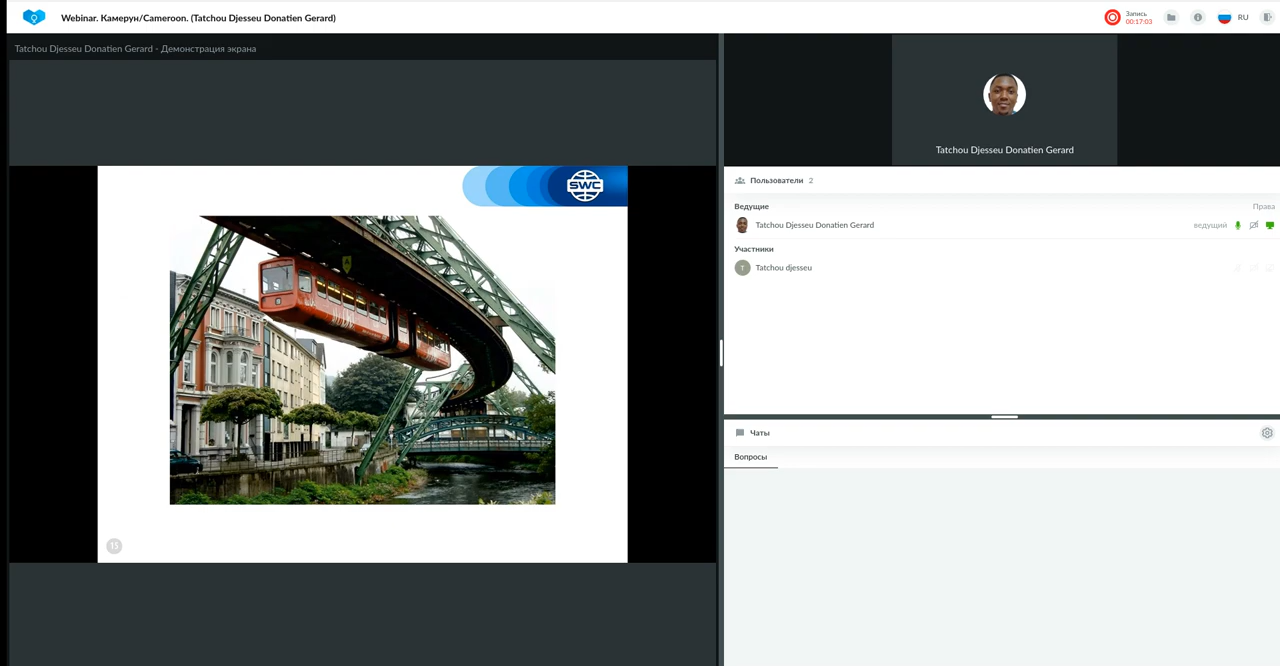 Webinar. Камерун/Cameroon. (Tatchou Djesseu Donatien Gerard)
Запись
00:17:03
RU
Tatchou Djesseu Donatien Gerard - Демонстрация экрана
SWC
15
Tatchou Djesseu Donatien Gerard
Пользователи 2
Ведущие
Права
Tatchou Djesseu Donatien Gerard
ведущий
Участники
T
Tatchou djesseu
Чаты
Вопросы